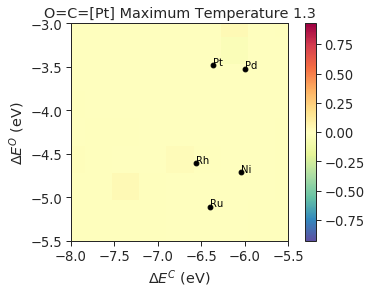 O=C=[Pt] Maximum Temperature 1.3
−3.0
−3.5
−4.0
−4.5
−5.0
−5.5
ΔE^O (eV)
Pt
Pd
Rh
Ni
Ru
−8.0 −7.5 −7.0 −6.5 −6.0 −5.5
ΔE^C (eV)
0.75
0.50
0.25
0.00
−0.25
−0.50
−0.75